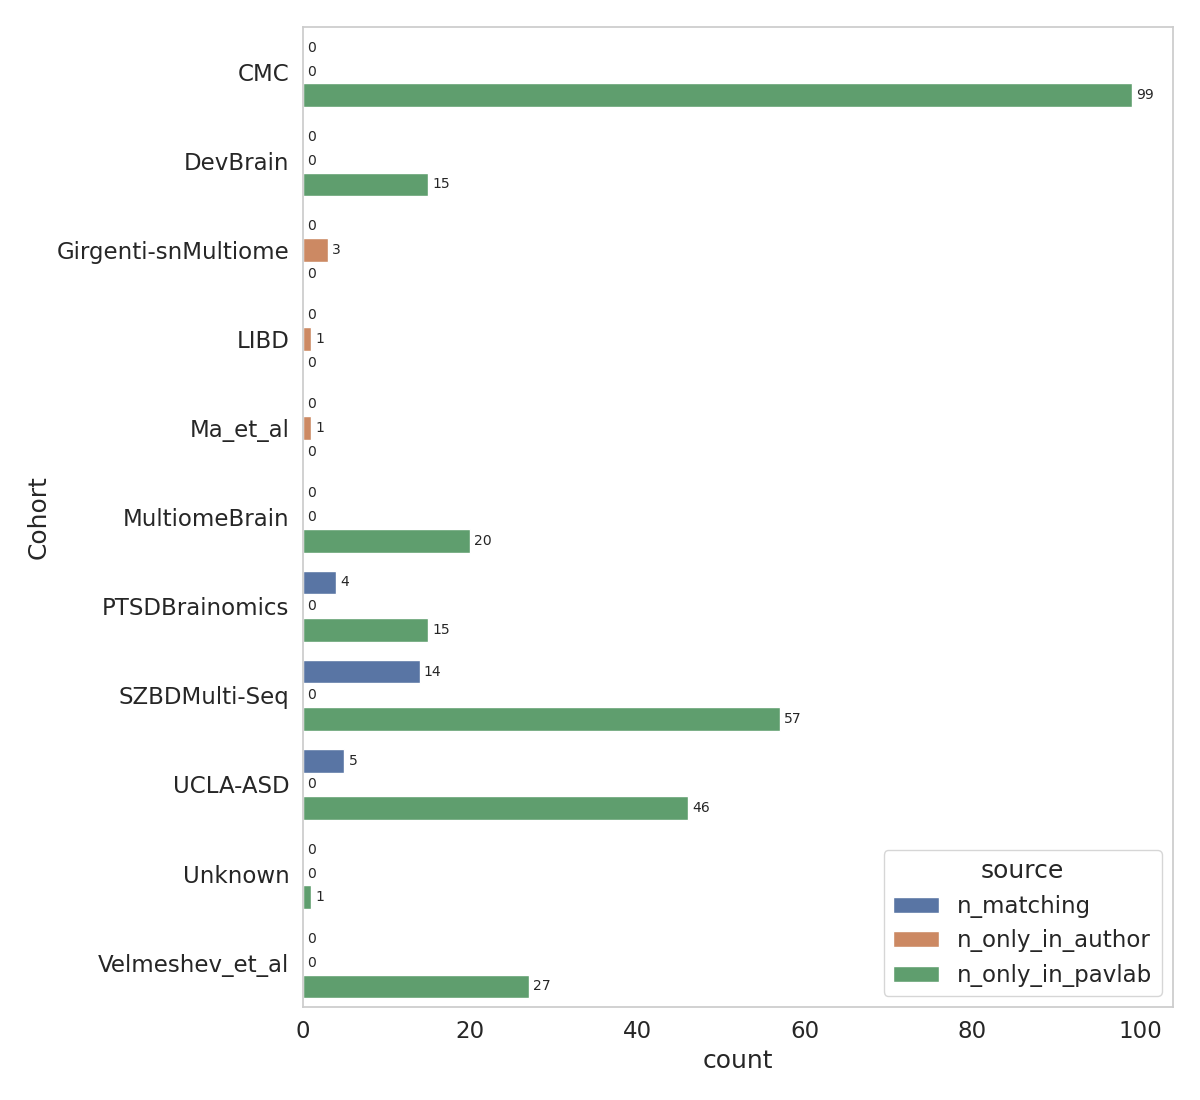 CMC
0
0
99
DevBrain
0
0
15
Girgenti-snMultiome
0
3
0
LIBD
0
1
0
Ma_et_al
0
1
0
MultiomeBrain
0
0
20
PTSDBrainomics
4
0
15
SZBDMulti-Seq
14
0
57
UCLA-ASD
5
0
46
Unknown
0
0
1
Velmeshev_et_al
0
0
27
Cohort
source
n_matching
n_only_in_author
n_only_in_pavlab
0 20 40 60 80 100
count